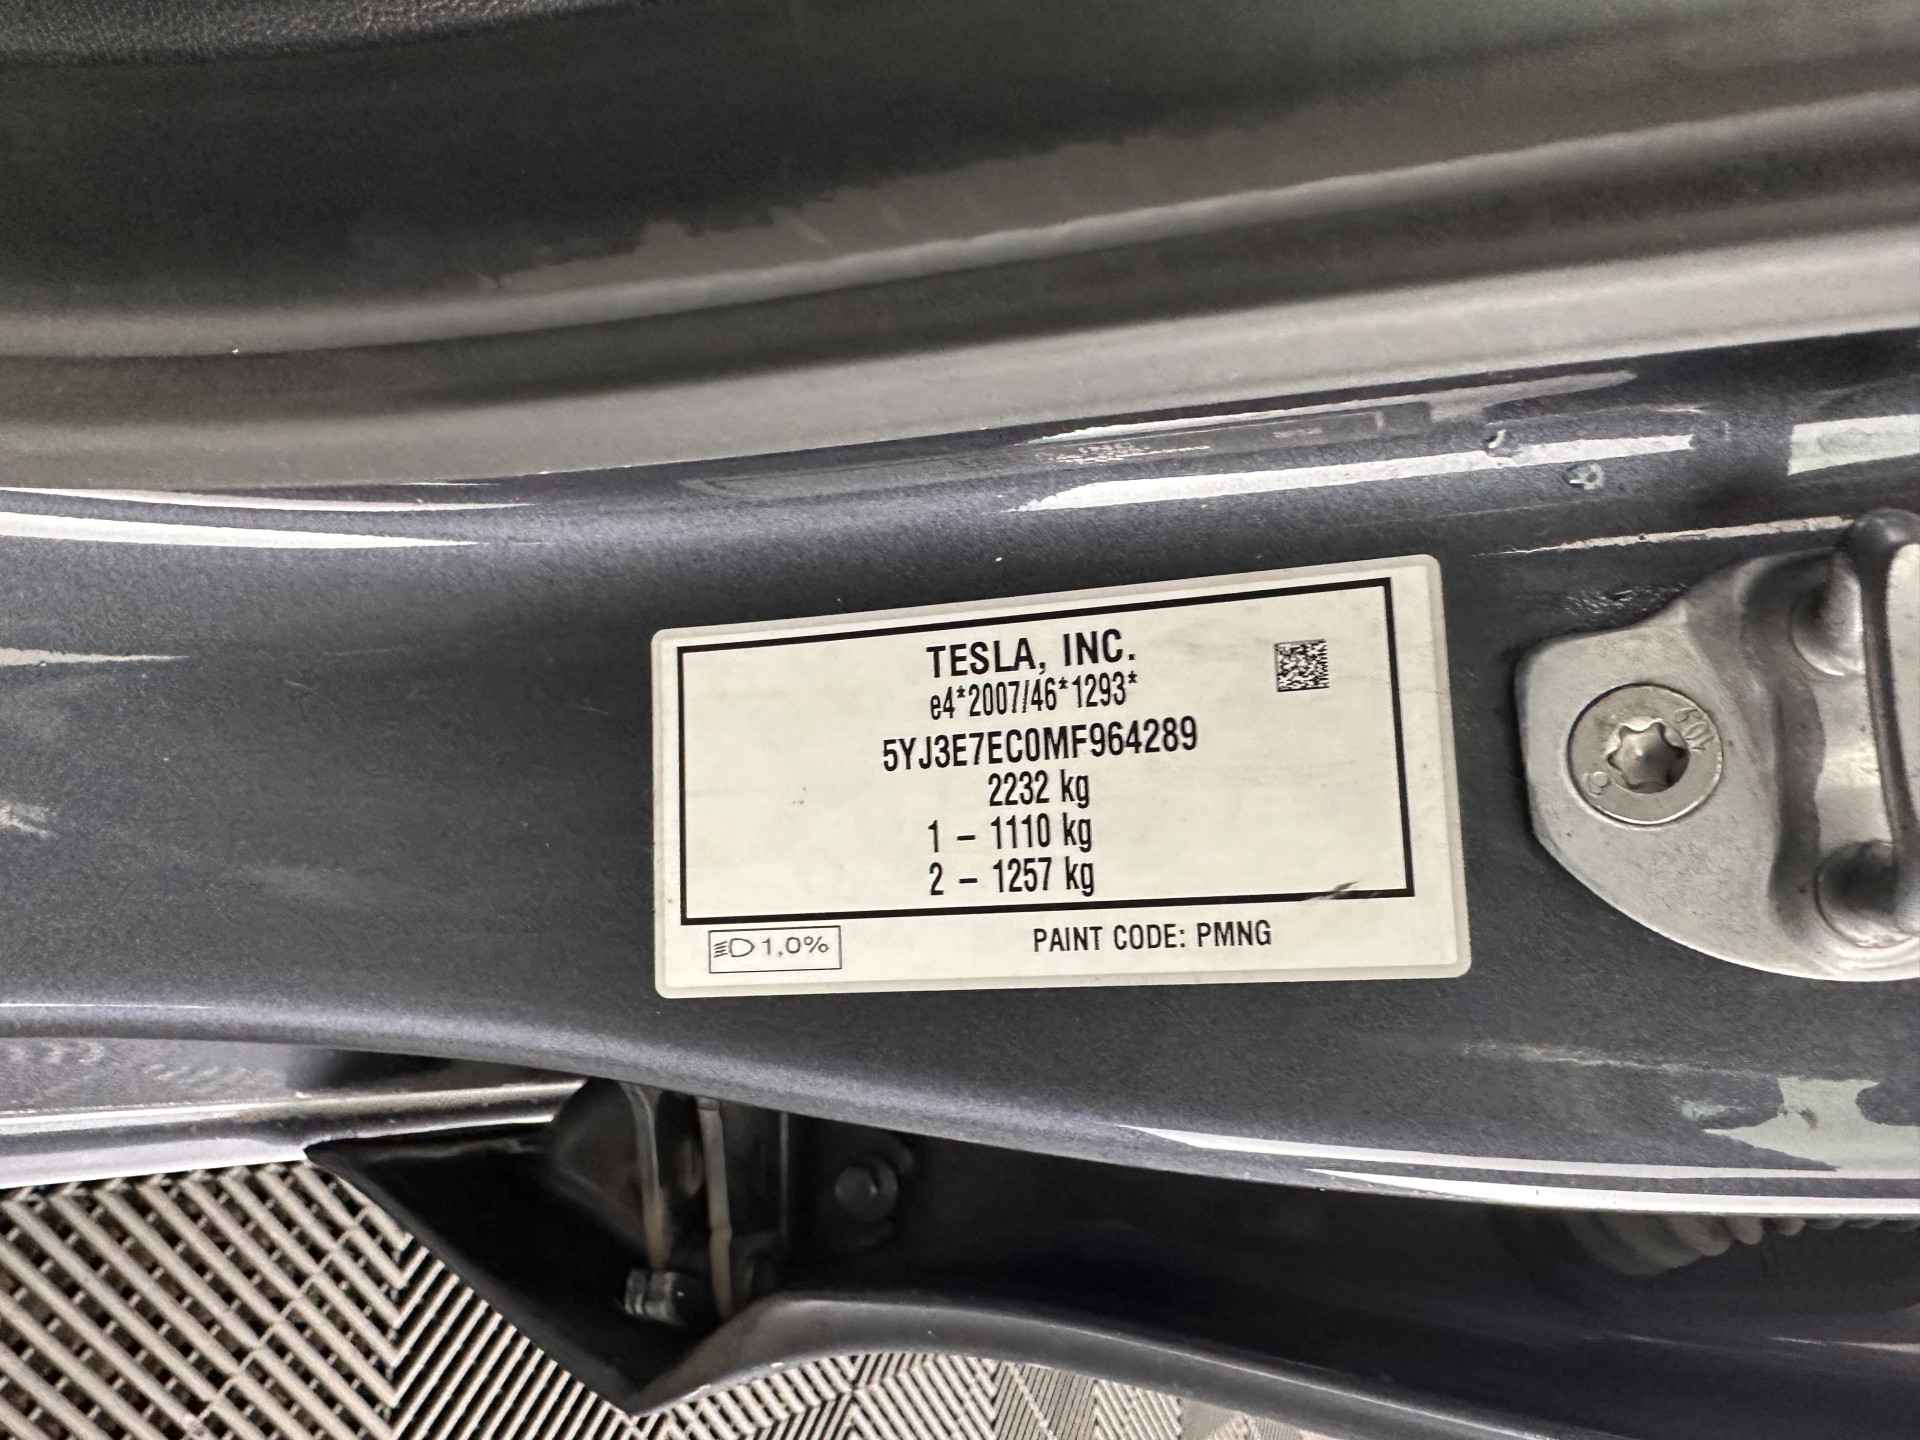 TESLA, INC.
e4*2007/46*1293*
5YJ3E7EC0MF964289
2232 kg
1 – 1110 kg
2 – 1257 kg
1,0%
PAINT CODE: PMNG